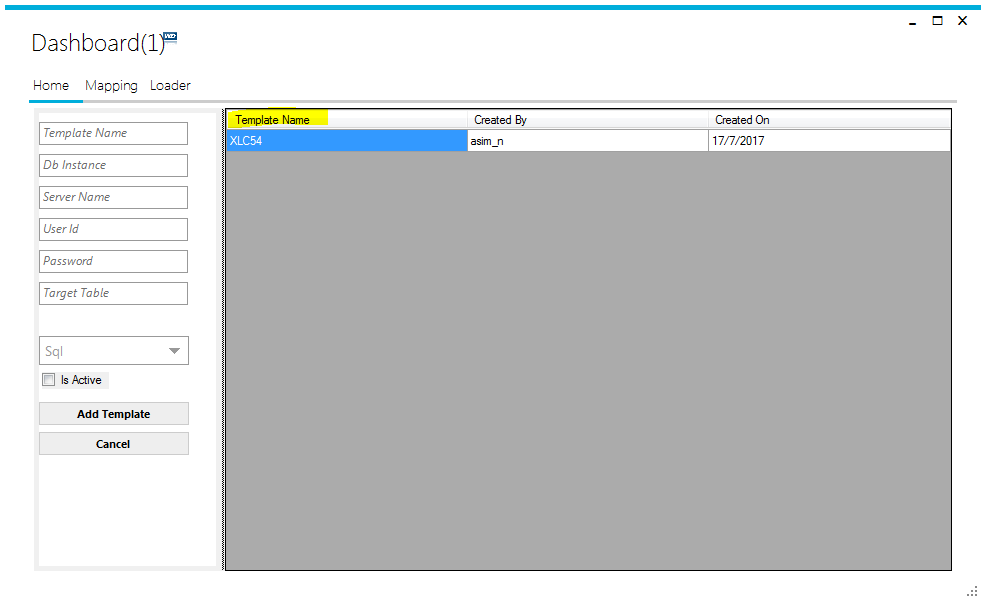 Dashboard(1)
Home Mapping Loader
Template Name
Db Instance
Server Name
User Id
Password
Target Table
Sql
Is Active
Add Template
Cancel
Template Name Created By Created On
XLC54 asim_n 17/7/2017